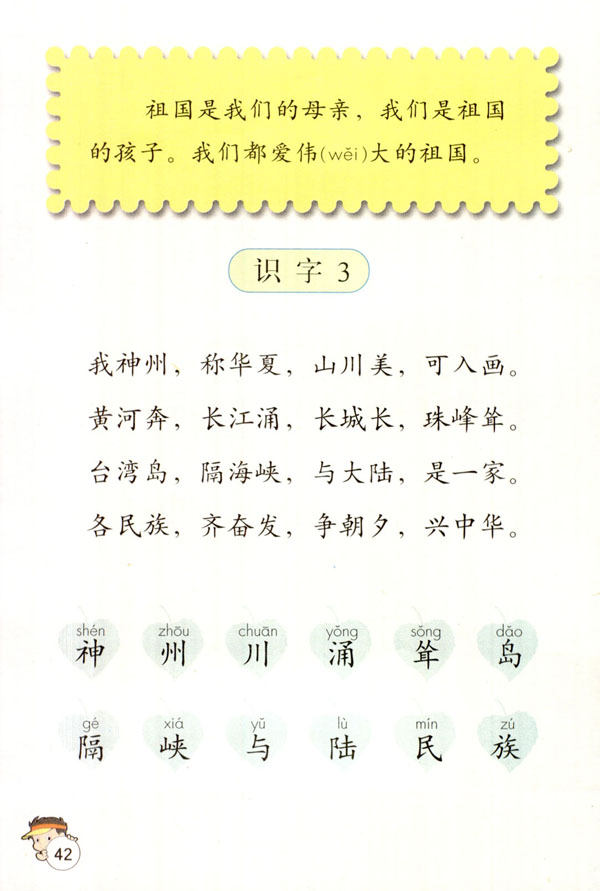 祖国是我们的母亲，我们是祖国
的孩子。我们都爱伟(wěi)大的祖国。
识字3
我神州，称华夏，山川美，可入画。
黄河奔，长江涌，长城长，珠峰耸。
台湾岛，隔海峡，与大陆，是一家。
各民族，齐奋发，争朝夕，兴中华。
shén zhōu chuān yǒng sǒng dǎo
神 州 川 涌 耸 岛
gé xiá yǔ lù mín zú
隔 峡 与 陆 民 族
42